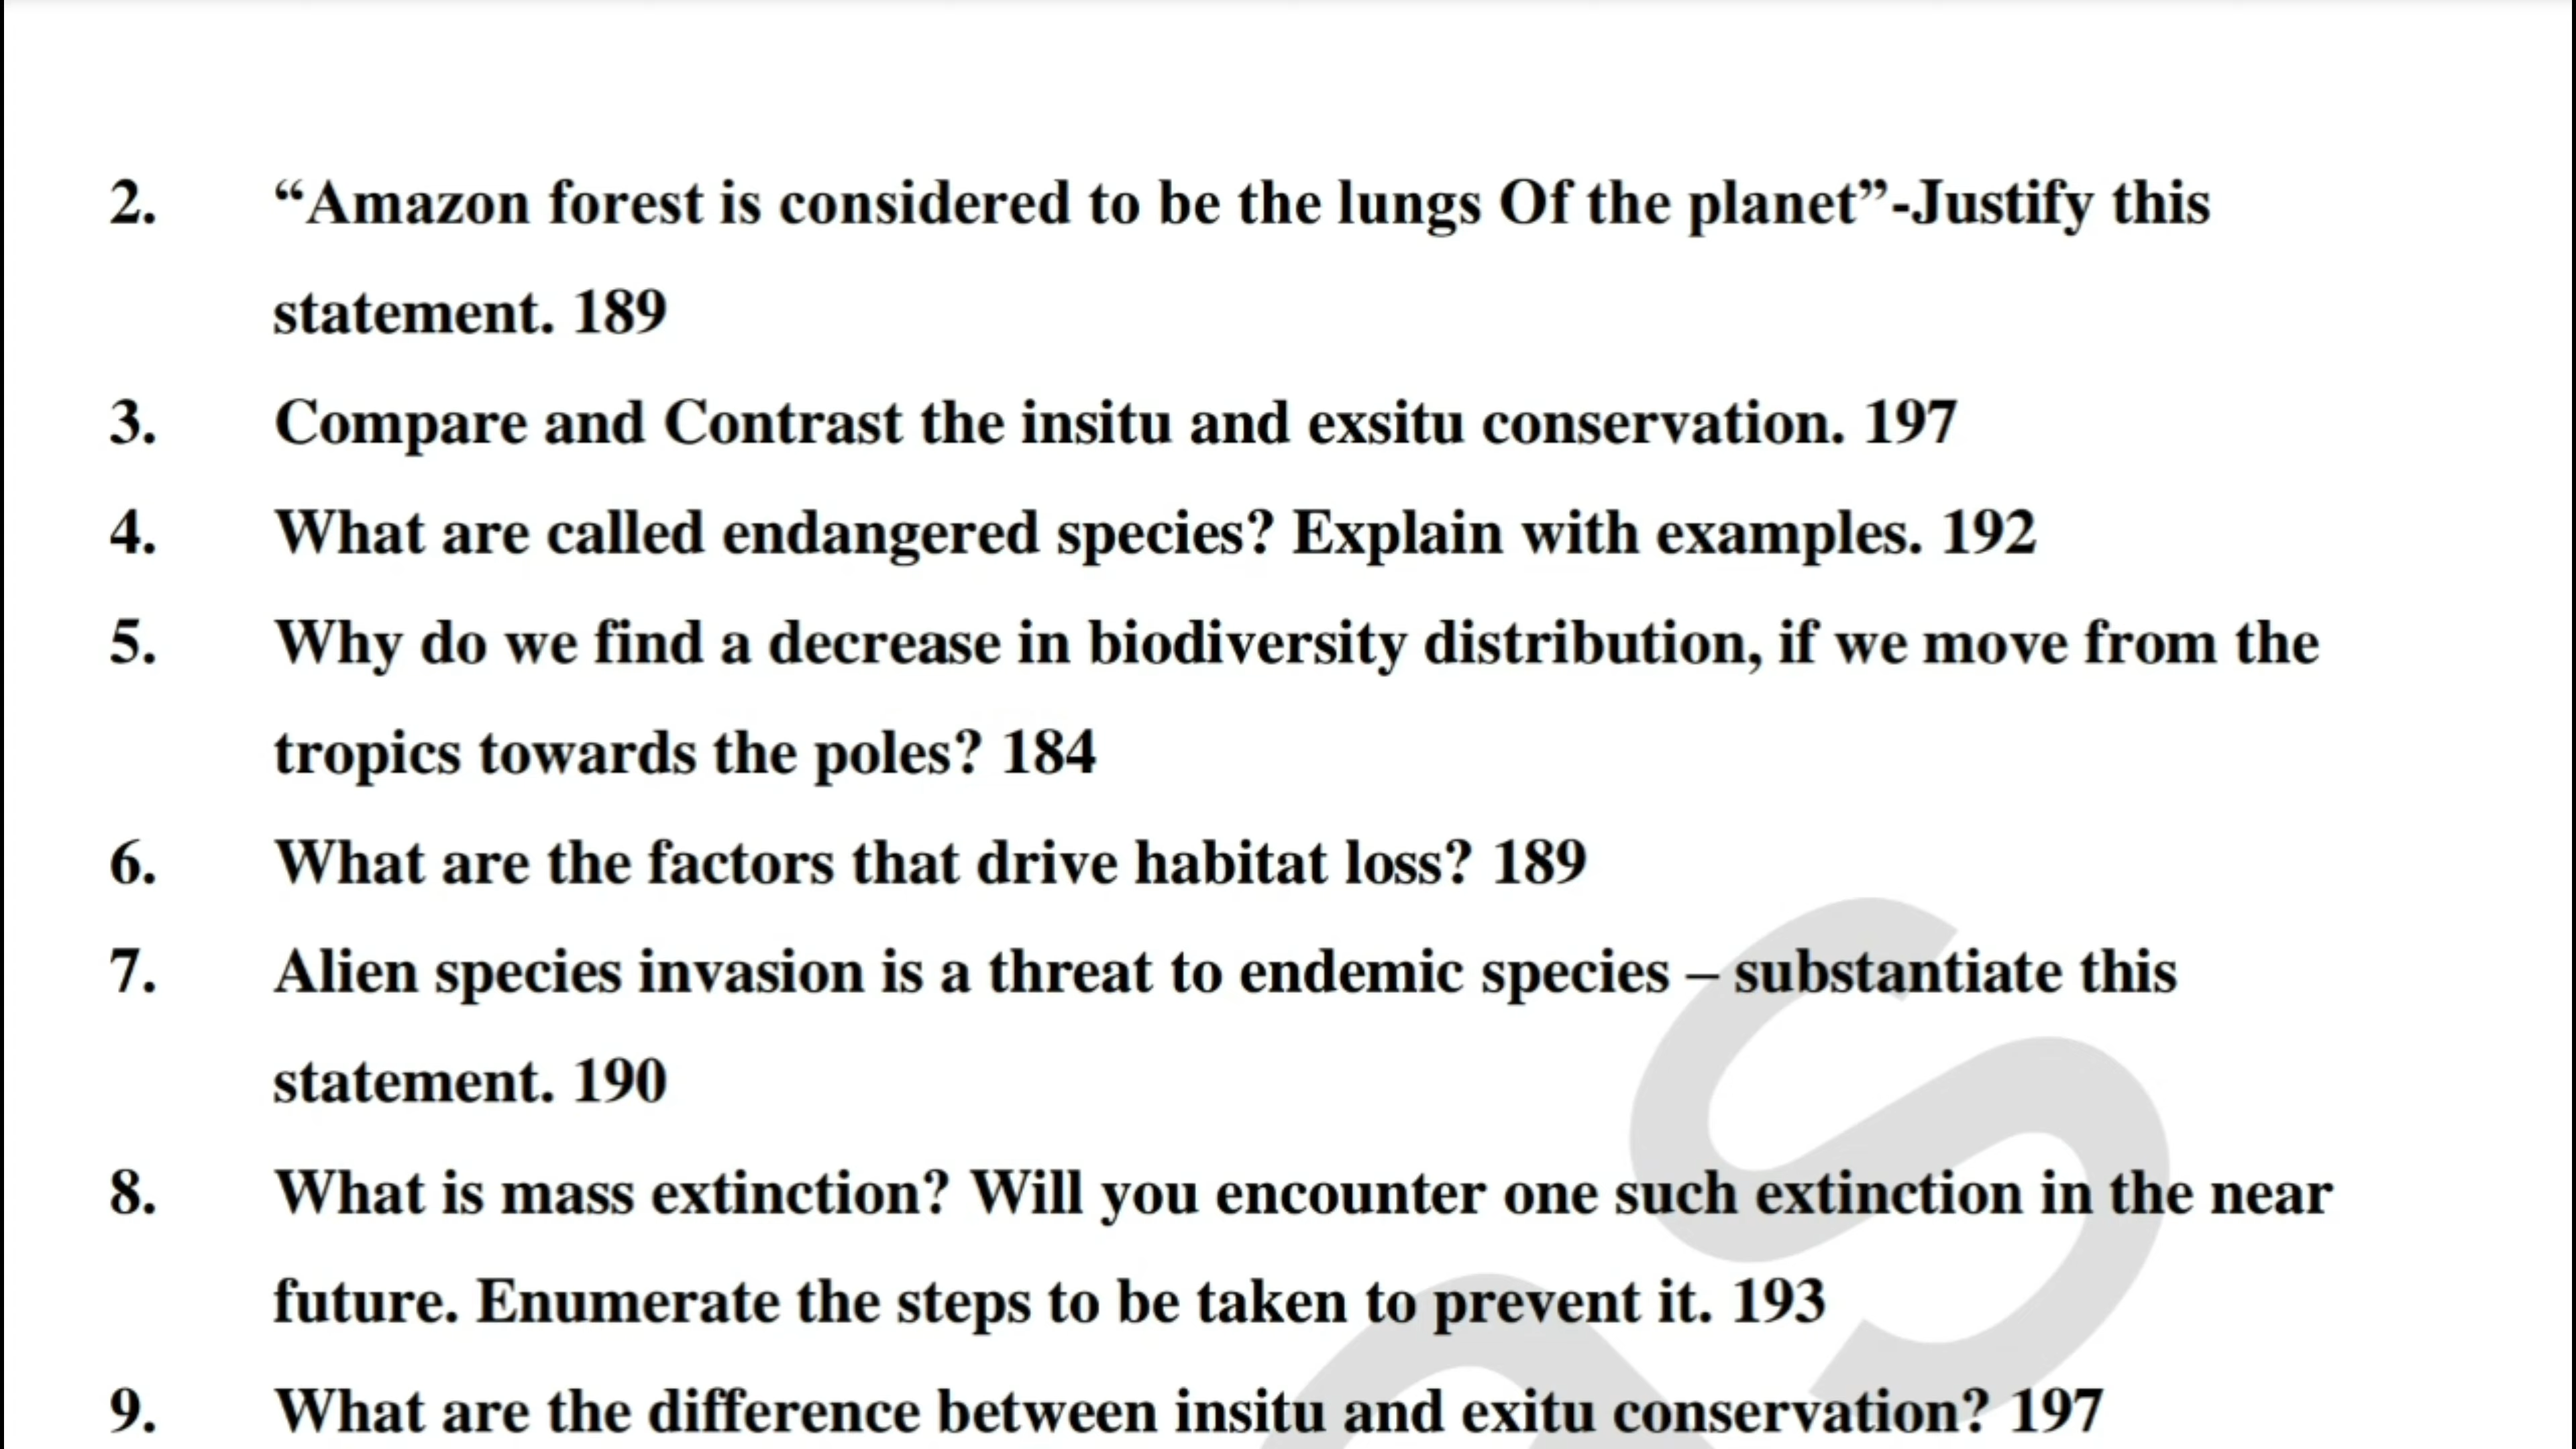 2. “Amazon forest is considered to be the lungs Of the planet”-Justify this
statement. 189
3. Compare and Contrast the insitu and exsitu conservation. 197
4. What are called endangered species? Explain with examples. 192
5. Why do we find a decrease in biodiversity distribution, if we move from the
tropics towards the poles? 184
6. What are the factors that drive habitat loss? 189
7. Alien species invasion is a threat to endemic species – substantiate this
statement. 190
8. What is mass extinction? Will you encounter one such extinction in the near
future. Enumerate the steps to be taken to prevent it. 193
9. What are the difference between insitu and exitu conservation? 197